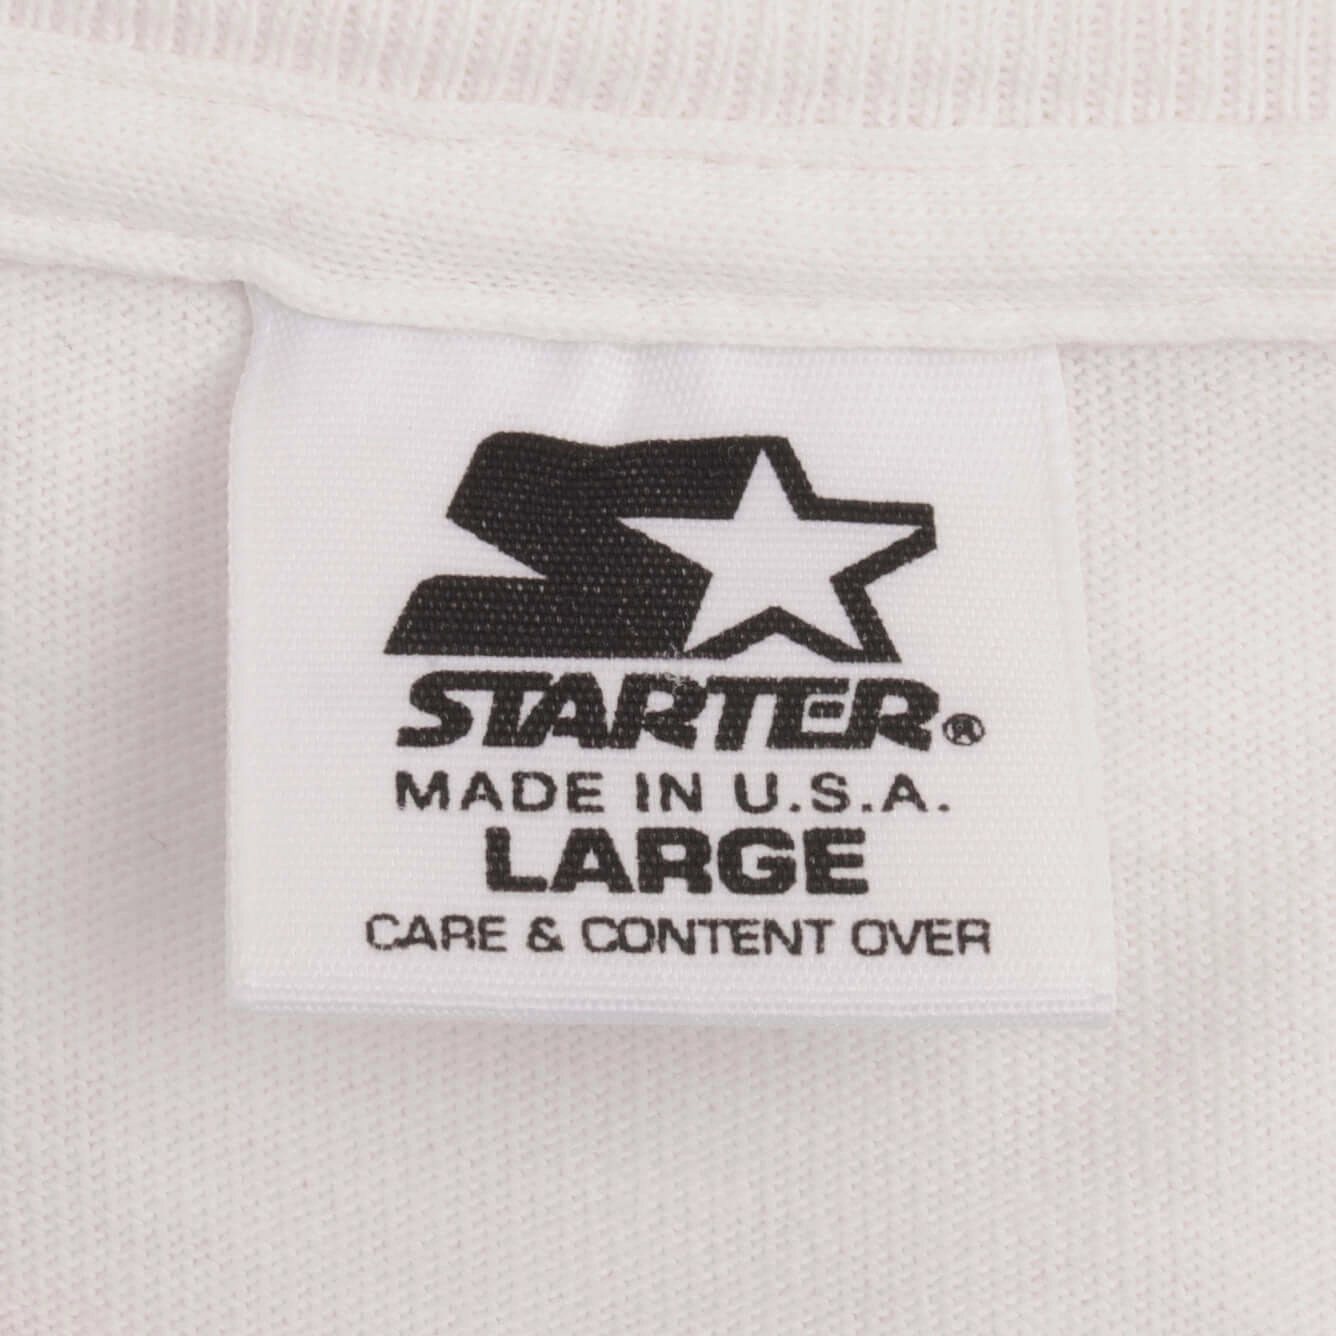 STARTER®
MADE IN U.S.A.
LARGE
CARE & CONTENT OVER